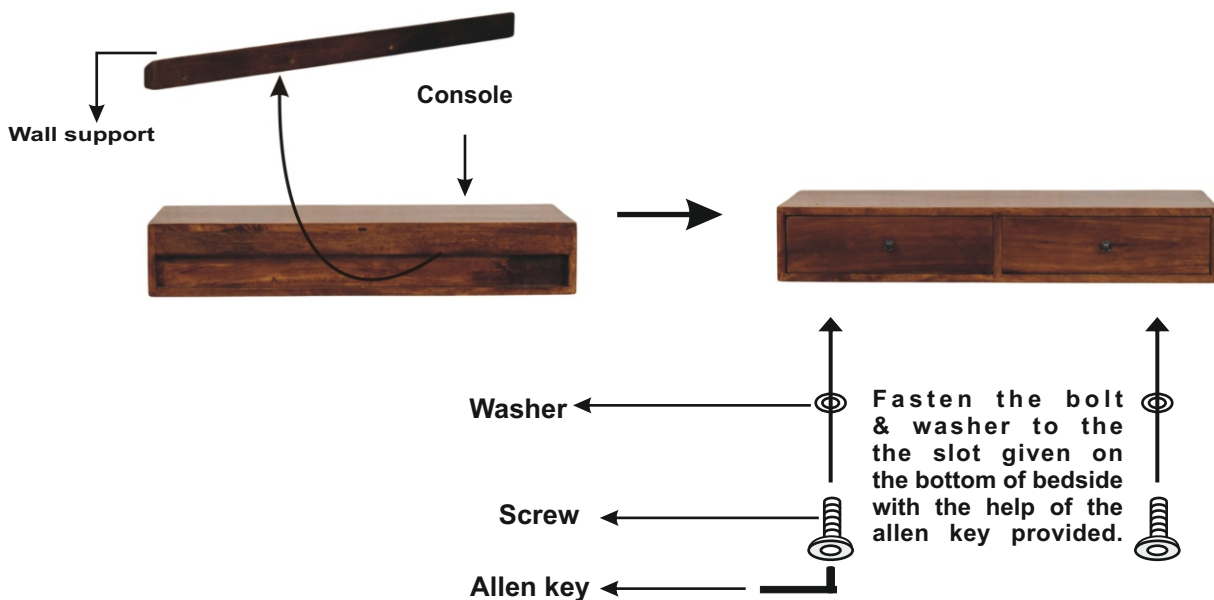 Console
Wall support
Washer
Fasten the bolt
& washer to the
the slot given on
the bottom of bedside
with the help of the
allen key provided.
Screw
Allen key